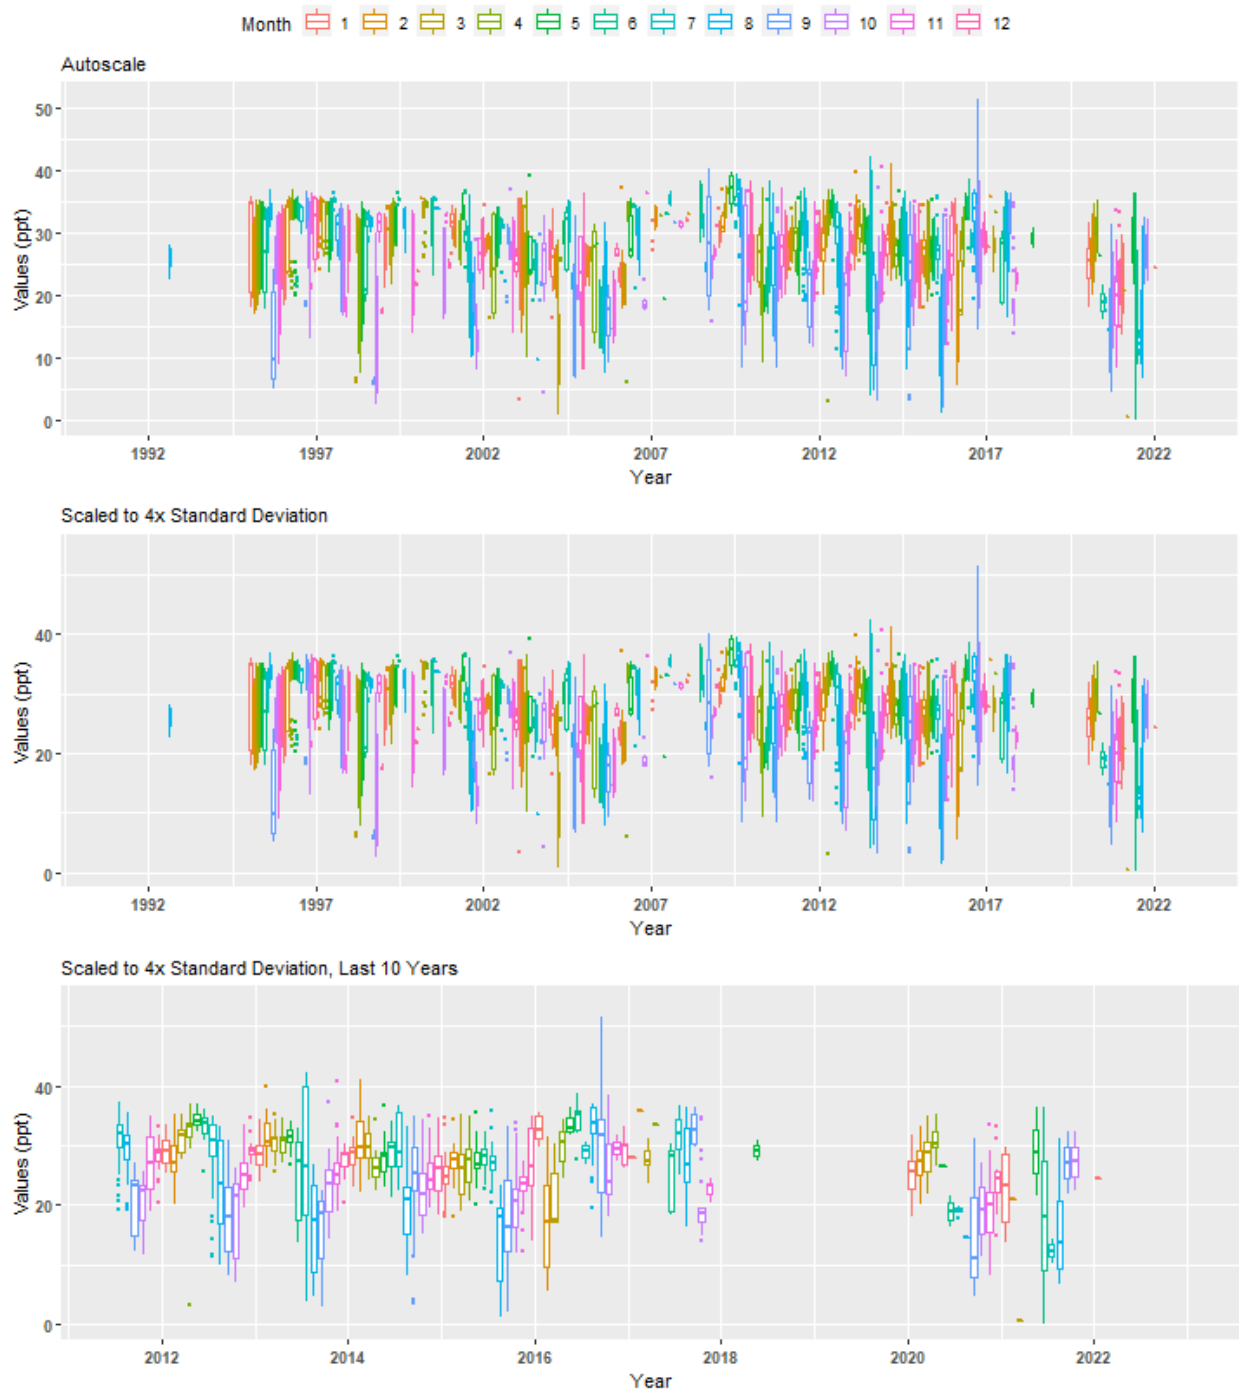 Month 1 2 3 4 5 6 7 8 9 10 11 12
Autoscale
Values (ppt)
50
40
30
20
10
0
1992 1997 2002 2007 2012 2017 2022
Year
Scaled to 4x Standard Deviation
Values (ppt)
40
20
0
1992 1997 2002 2007 2012 2017 2022
Year
Scaled to 4x Standard Deviation, Last 10 Years
Values (ppt)
40
20
0
2012 2014 2016 2018 2020 2022
Year